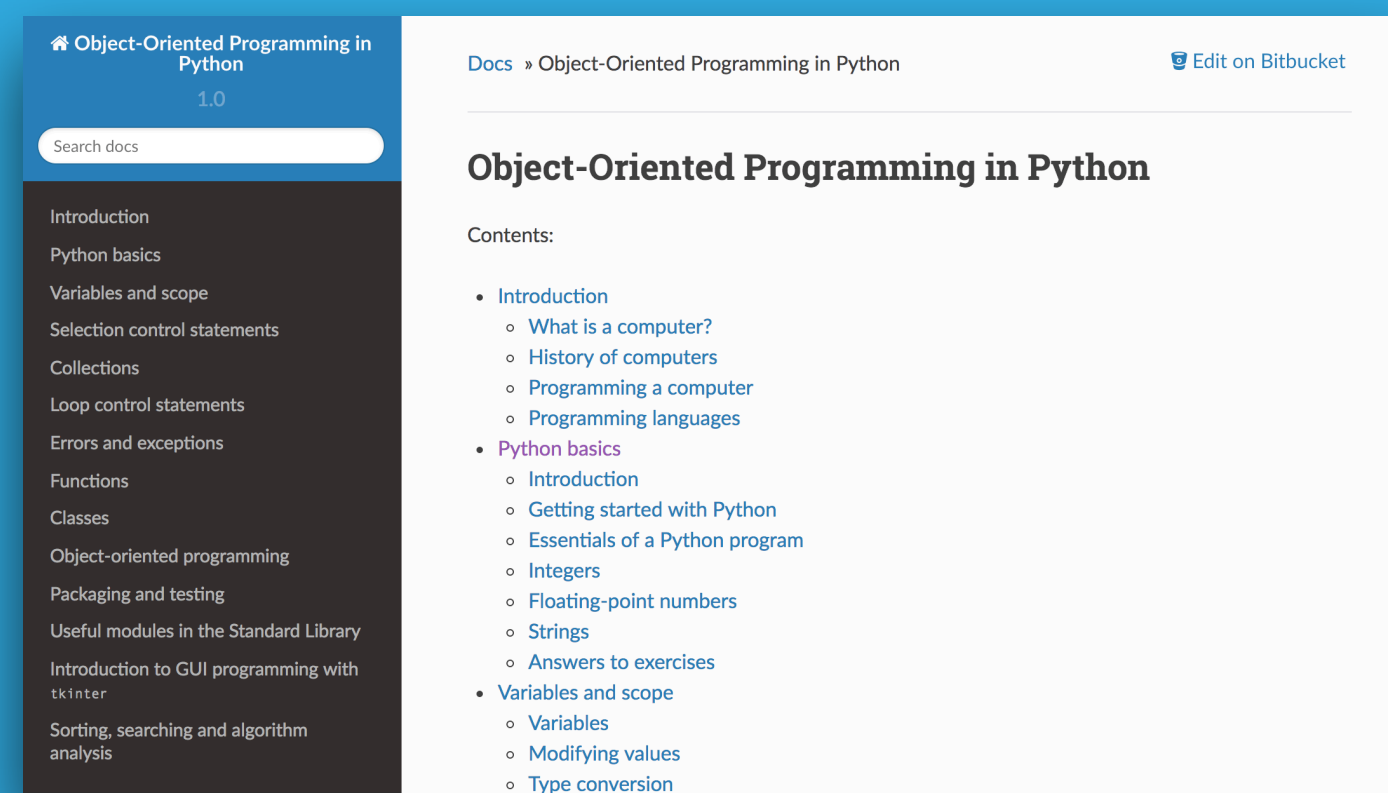 Object-Oriented Programming in
Python
1.0
Search docs
Introduction
Python basics
Variables and scope
Selection control statements
Collections
Loop control statements
Errors and exceptions
Functions
Classes
Object-oriented programming
Packaging and testing
Useful modules in the Standard Library
Introduction to GUI programming with
tkinter
Sorting, searching and algorithm
analysis
Docs » Object-Oriented Programming in Python
Edit on Bitbucket
Object-Oriented Programming in Python
Contents:
Introduction
What is a computer?
History of computers
Programming a computer
Programming languages
Python basics
Introduction
Getting started with Python
Essentials of a Python program
Integers
Floating-point numbers
Strings
Answers to exercises
Variables and scope
Variables
Modifying values
Type conversion